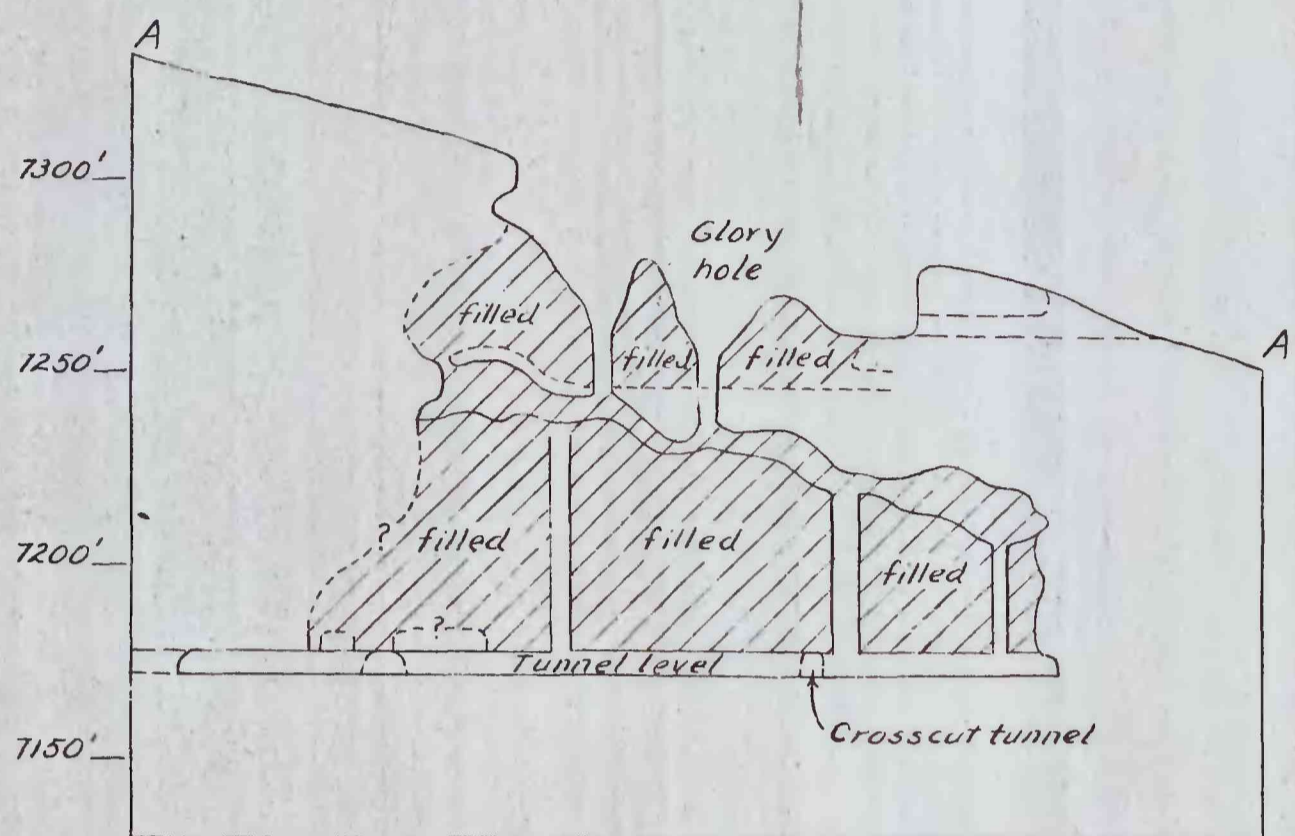 A
7300'
Glory
hole
filled
filled
filled
7250'
A
?
filled
filled
7200'
filled
?
Tunnel level
7150'
Crosscut tunnel